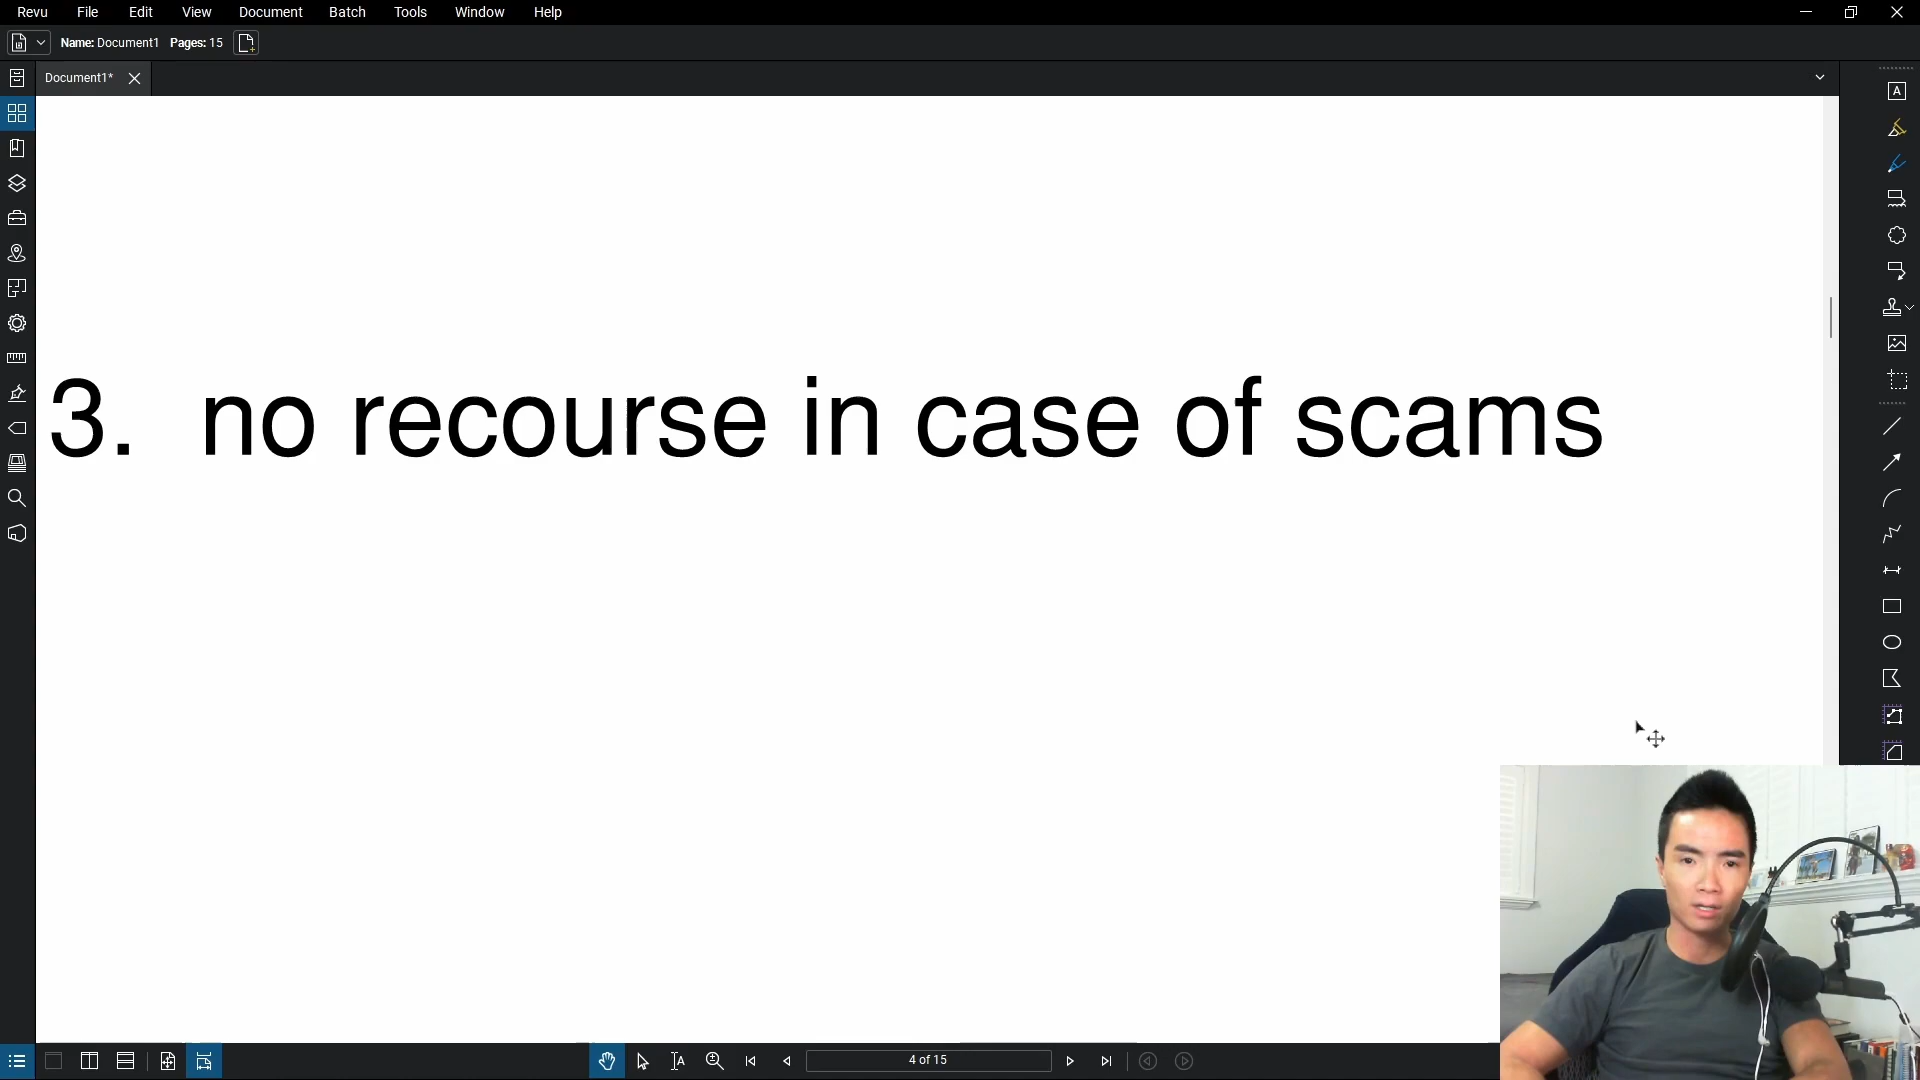 Revu File Edit View Document Batch Tools Window Help
Name: Document1 Pages: 15
Document1*
3. no recourse in case of scams
4 of 15